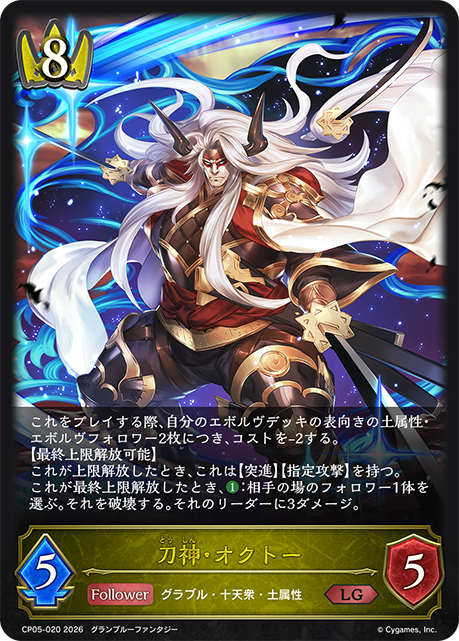 8
これをプレイする際、自分のエボルヴデッキの表向きの土属性・
エボルヴフォロワー2枚につき、コストを-2する。
【最終上限解放可能】
これが上限解放したとき、これは【突進】【指定攻撃】を持つ。
これが最終上限解放したとき、❶:相手の場のフォロワー1体を
選ぶ。それを破壊する。それのリーダーに3ダメージ。
とう しん
刀神・オクトー
5
Follower グラブル・十天衆・土属性 LG
5
CP05-020 2026 グランブルーファンタジー © Cygames, Inc.